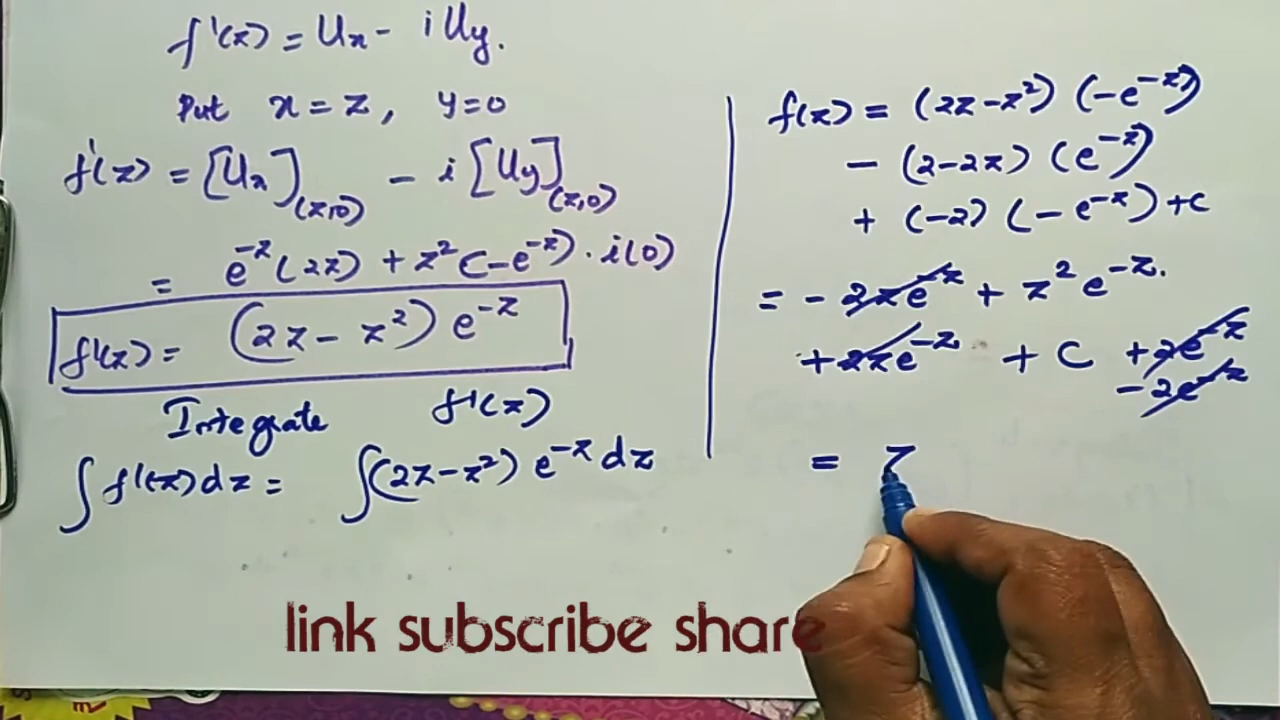 f'(z) = Ux - i Uy.
Put x = z, y = 0
f'(z) = [Ux](z,0) - i [Uy](z,0)
= e^-z (2z) + z² (-e^-z) · i(0)
f'(z) = (2z - z²) e^-z
Integrate f'(z)
∫ f'(z) dz = ∫ (2z - z²) e^-z dz
f(z) = (2z - z²) (-e^-z)
- (2 - 2z) (e^-z)
+ (-2) (-e^-z) + c
= - 2ze^-z + z² e^-z.
+ 2ze^-z + C + 2e^-z
- 2e^-z
= z
link subscribe share